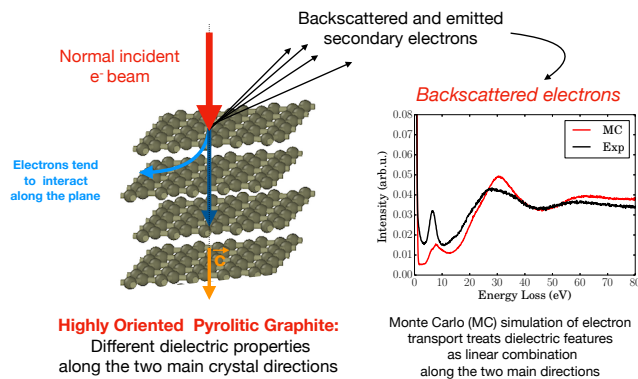 Backscattered and emitted
secondary electrons
Normal incident
e- beam
Electrons tend
to interact
along the plane
c
Highly Oriented Pyrolitic Graphite:
Different dielectric properties
along the two main crystal directions
Backscattered electrons
0.08
0.07
0.06
0.05
0.04
0.03
0.02
0.01
0.00
Intensity (arb.u.)
MC
Exp
0 10 20 30 40 50 60 70 80
Energy Loss (eV)
Monte Carlo (MC) simulation of electron
transport treats dielectric features
as linear combination
along the two main directions